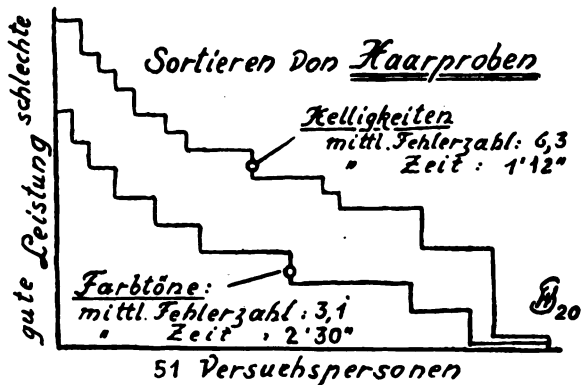 Sortieren von Haarproben
Helligkeiten
mittl. Fehlerzahl: 6,3
" Zeit : 1'12"
schlechte
Leistung
gute
Farbtöne:
mittl. Fehlerzahl : 3,1
" Zeit : 2'30"
20
51 Versuchspersonen